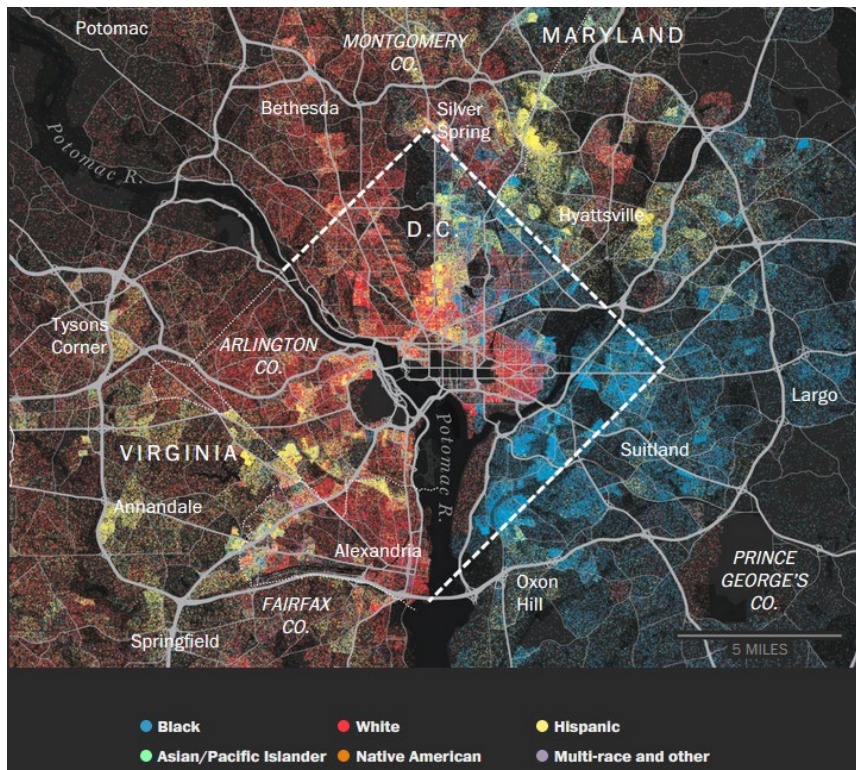 Potomac
MONTGOMERY
CO.
MARYLAND
Bethesda
Silver
Spring
Potomac R.
D.C.
Hyattsville
Tysons
Corner
ARLINGTON
CO.
Largo
VIRGINIA
Potomac R.
Suitland
Annandale
Alexandria
PRINCE
GEORGE'S
CO.
Oxon
Hill
FAIRFAX
CO.
Springfield
5 MILES
Black
White
Hispanic
Asian/Pacific Islander
Native American
Multi-race and other